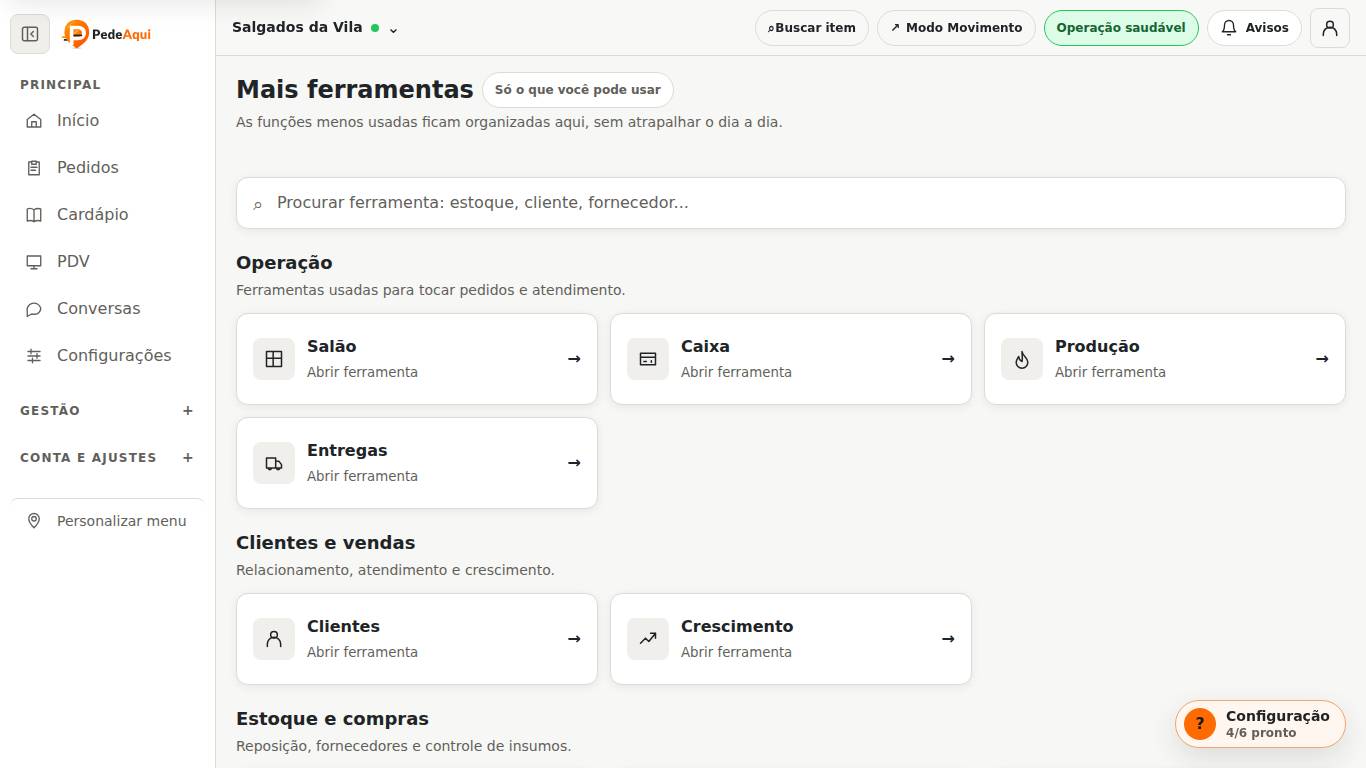 PedeAqui
PRINCIPAL
Início
Pedidos
Cardápio
PDV
Conversas
Configurações
GESTÃO +
CONTA E AJUSTES +
Personalizar menu
Salgados da Vila
Buscar item
↗ Modo Movimento
Operação saudável
Avisos
Mais ferramentas
Só o que você pode usar
As funções menos usadas ficam organizadas aqui, sem atrapalhar o dia a dia.
Procurar ferramenta: estoque, cliente, fornecedor...
Operação
Ferramentas usadas para tocar pedidos e atendimento.
Salão
Abrir ferramenta
→
Caixa
Abrir ferramenta
→
Produção
Abrir ferramenta
→
Entregas
Abrir ferramenta
→
Clientes e vendas
Relacionamento, atendimento e crescimento.
Clientes
Abrir ferramenta
→
Crescimento
Abrir ferramenta
→
Estoque e compras
Reposição, fornecedores e controle de insumos.
?
Configuração
4/6 pronto